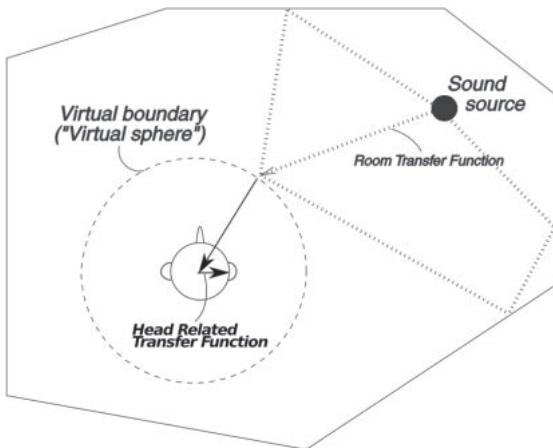 Sound
source
Virtual boundary
("Virtual sphere")
Room Transfer Function
Head Related
Transfer Function